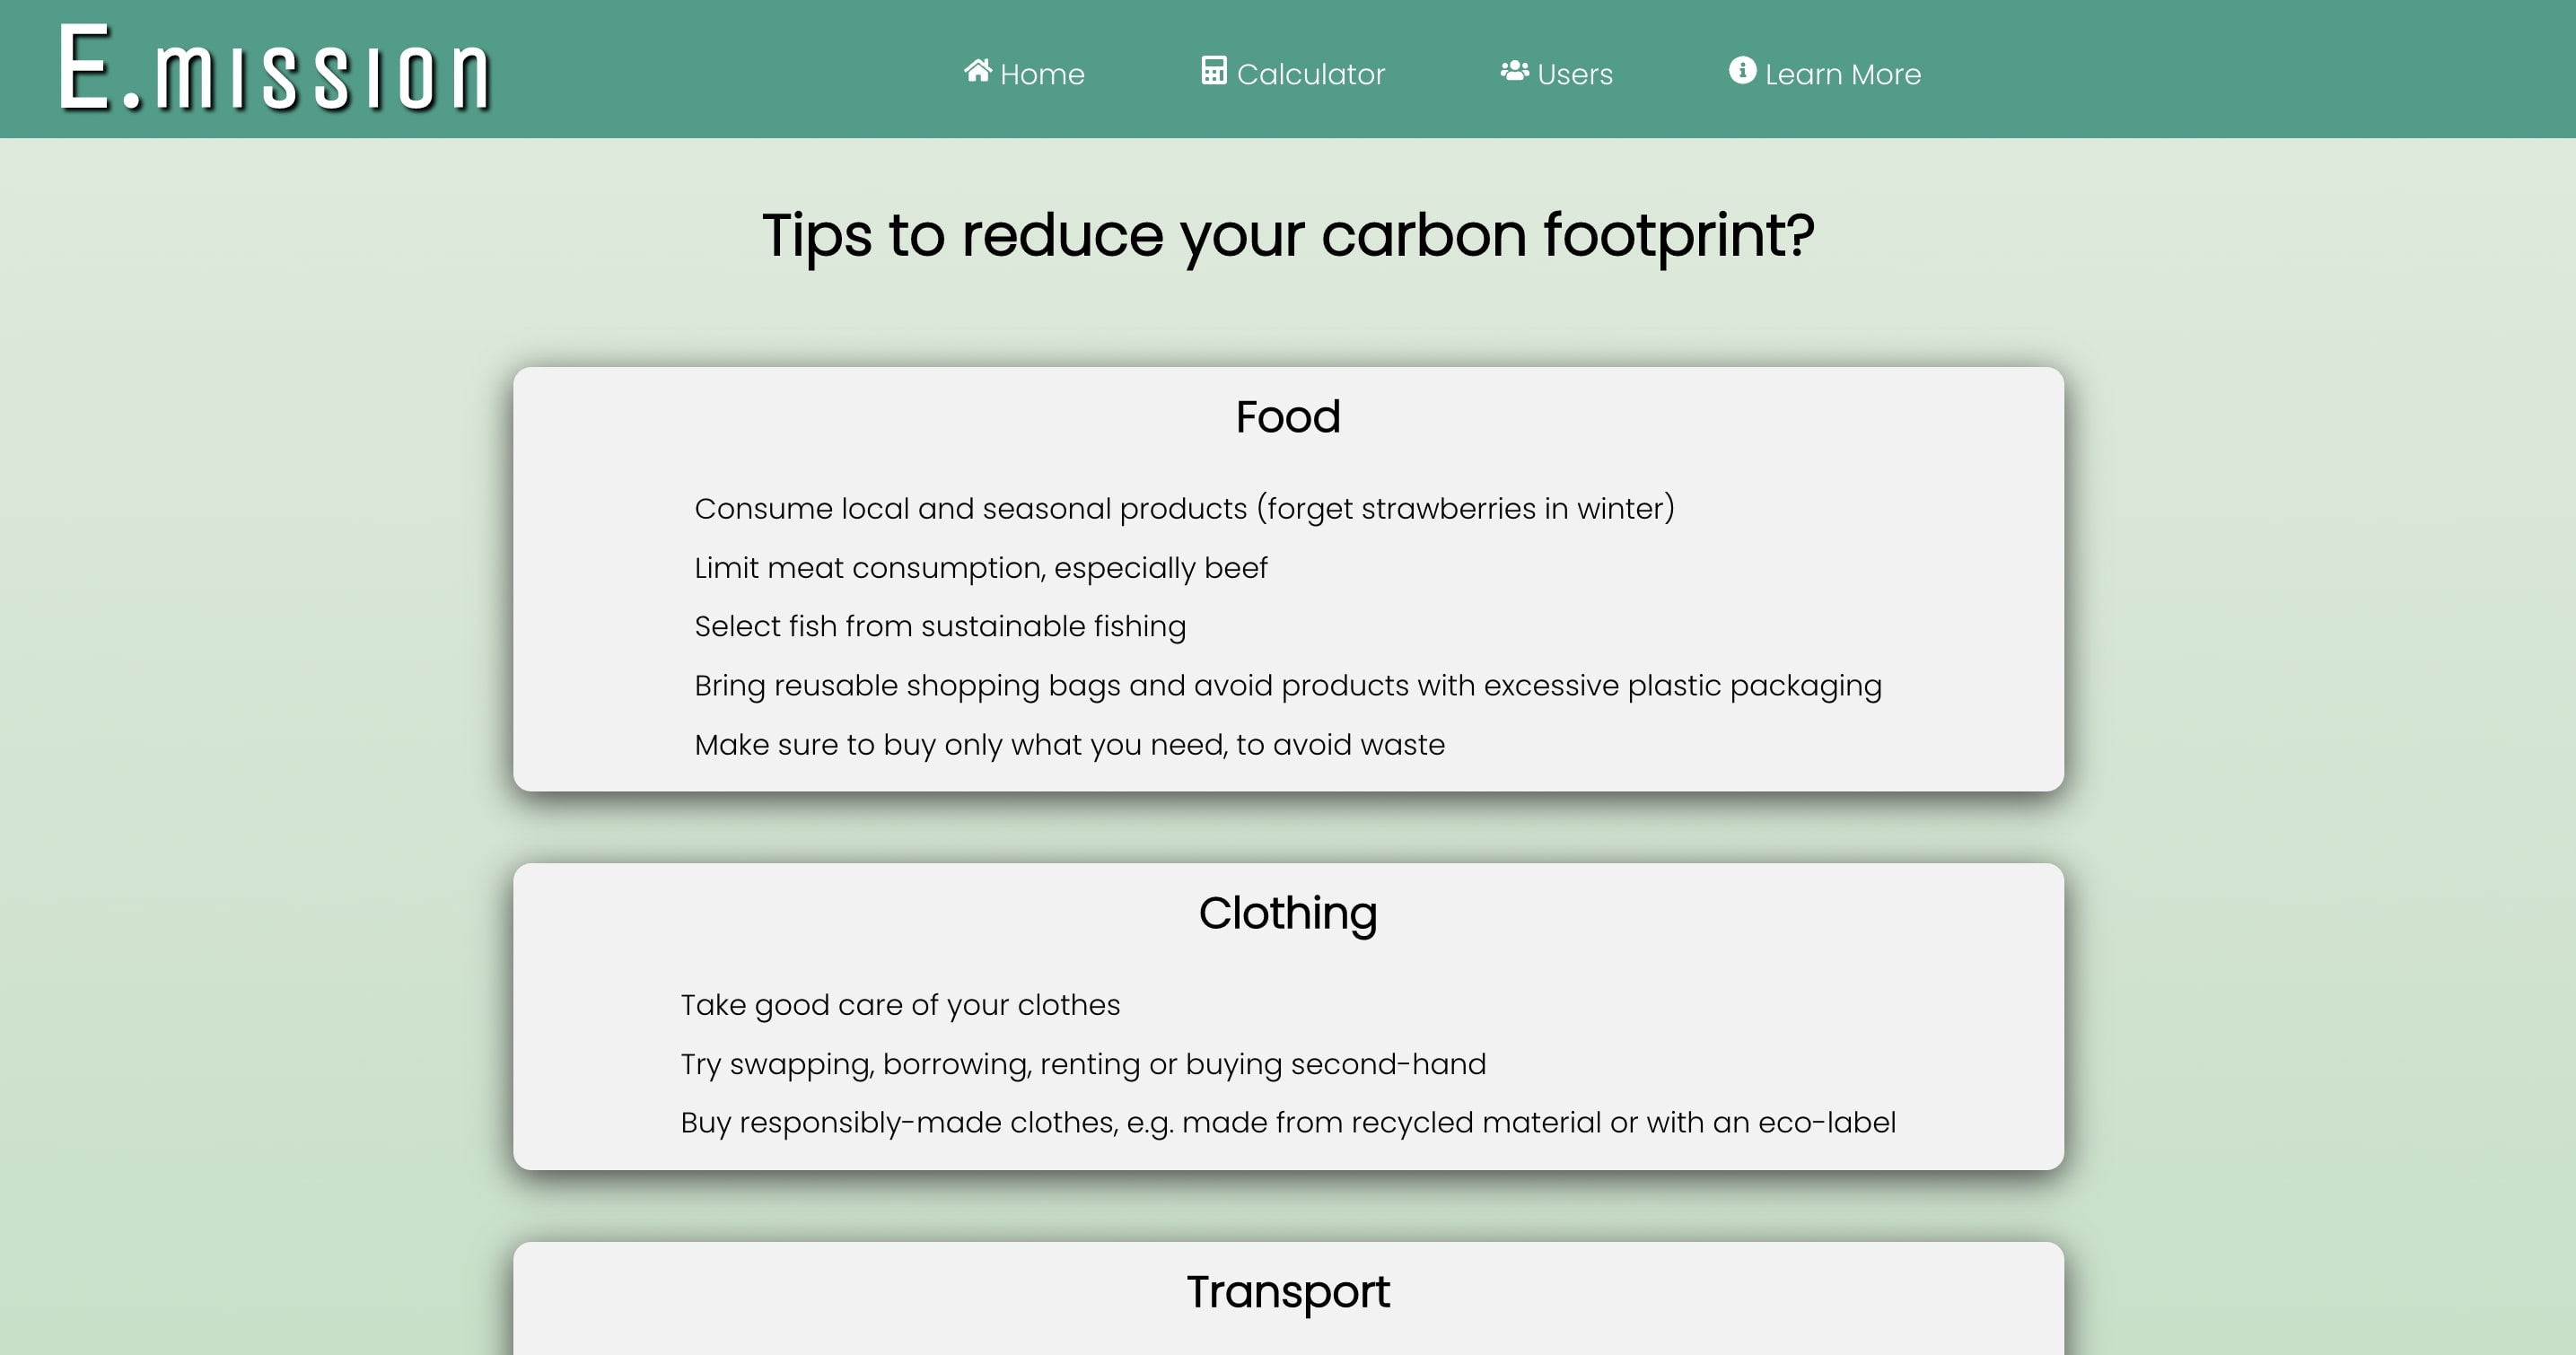 E.mission
Home
Calculator
Users
Learn More
Tips to reduce your carbon footprint?
Food
Consume local and seasonal products (forget strawberries in winter)
Limit meat consumption, especially beef
Select fish from sustainable fishing
Bring reusable shopping bags and avoid products with excessive plastic packaging
Make sure to buy only what you need, to avoid waste
Clothing
Take good care of your clothes
Try swapping, borrowing, renting or buying second-hand
Buy responsibly-made clothes, e.g. made from recycled material or with an eco-label
Transport